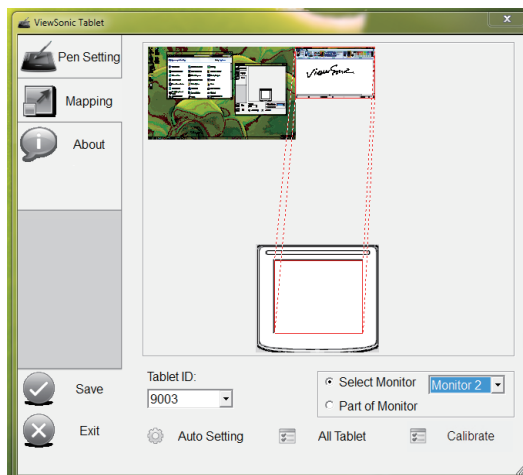 ViewSonic Tablet
x
Pen Setting
Mapping
About
ViewSonic
Save
Exit
Tablet ID:
9003
Select Monitor
Monitor 2
Part of Monitor
Auto Setting
All Tablet
Calibrate